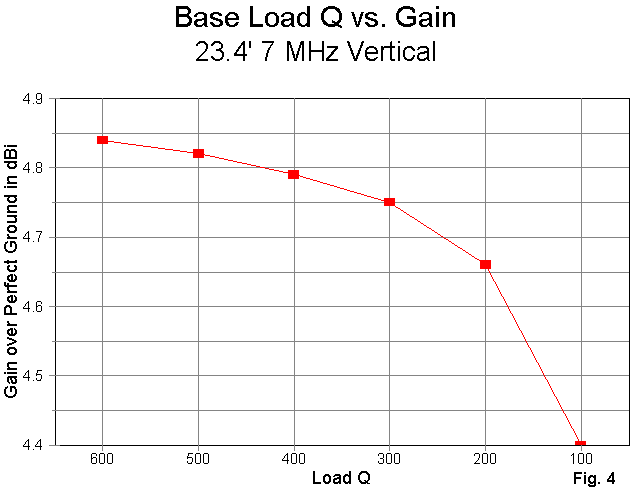 Base Load Q vs. Gain
23.4' 7 MHz Vertical
Gain over Perfect Ground in dBi
4.9
4.8
4.7
4.6
4.5
4.4
600 500 400 300 200 100
Load Q
Fig. 4